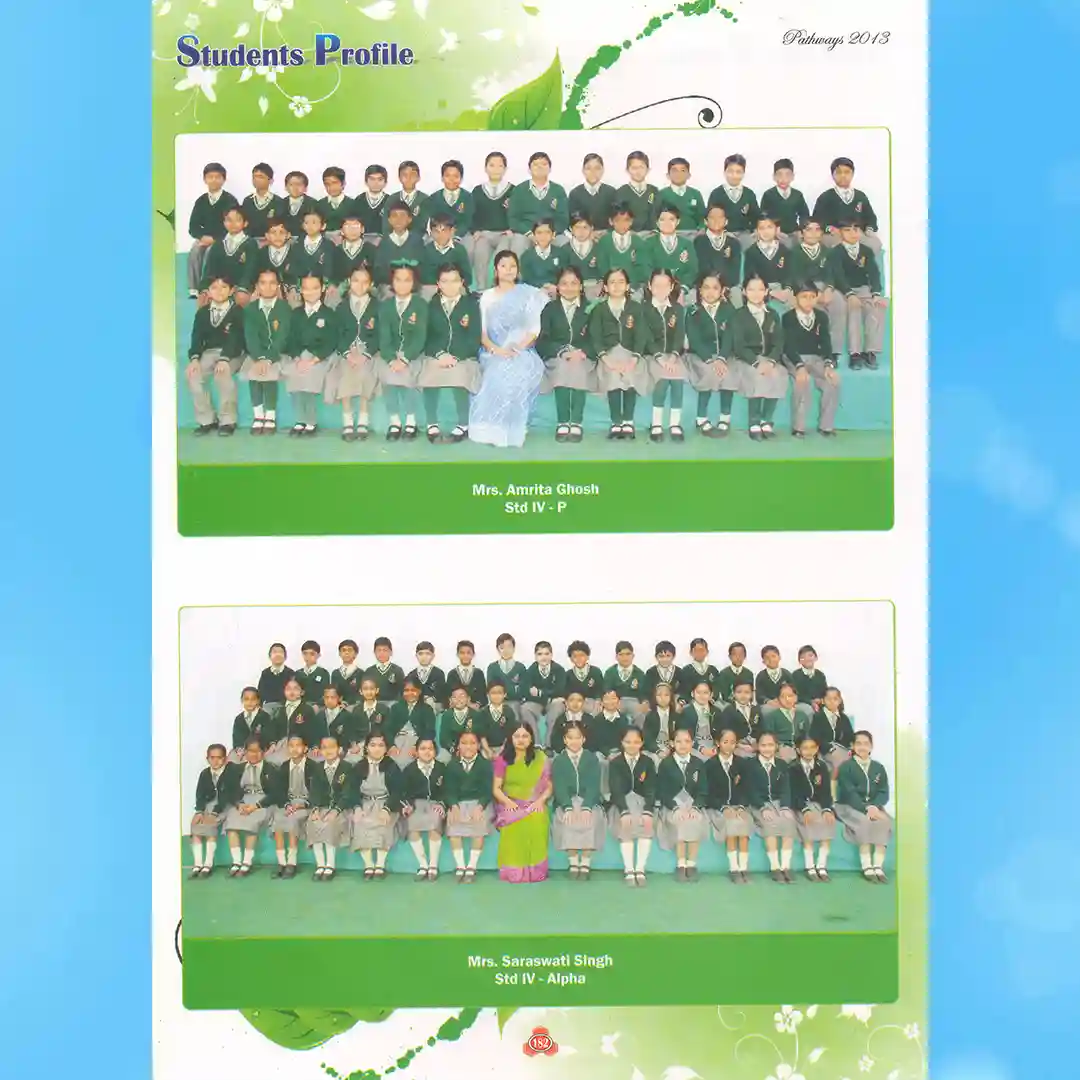 Students Profile
Pathways 2013
Mrs. Amrita Ghosh
Std IV - P
Mrs. Saraswati Singh
Std IV - Alpha
182